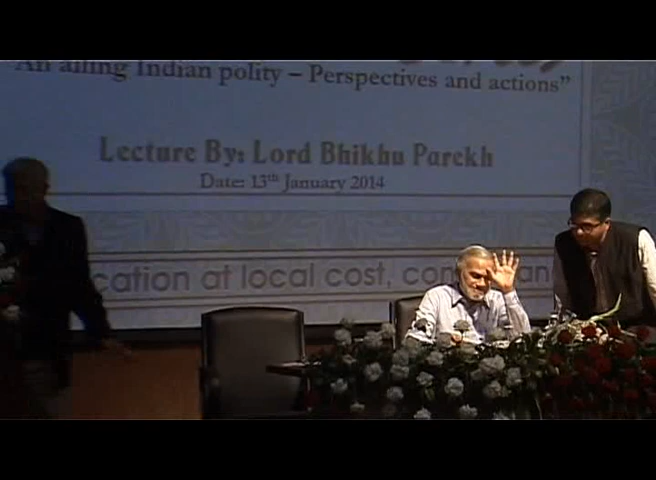 An ailing Indian polity – Perspectives and actions"
Lecture By: Lord Bhikhu Parekh
Date: 13th January 2014
cation at local cost,